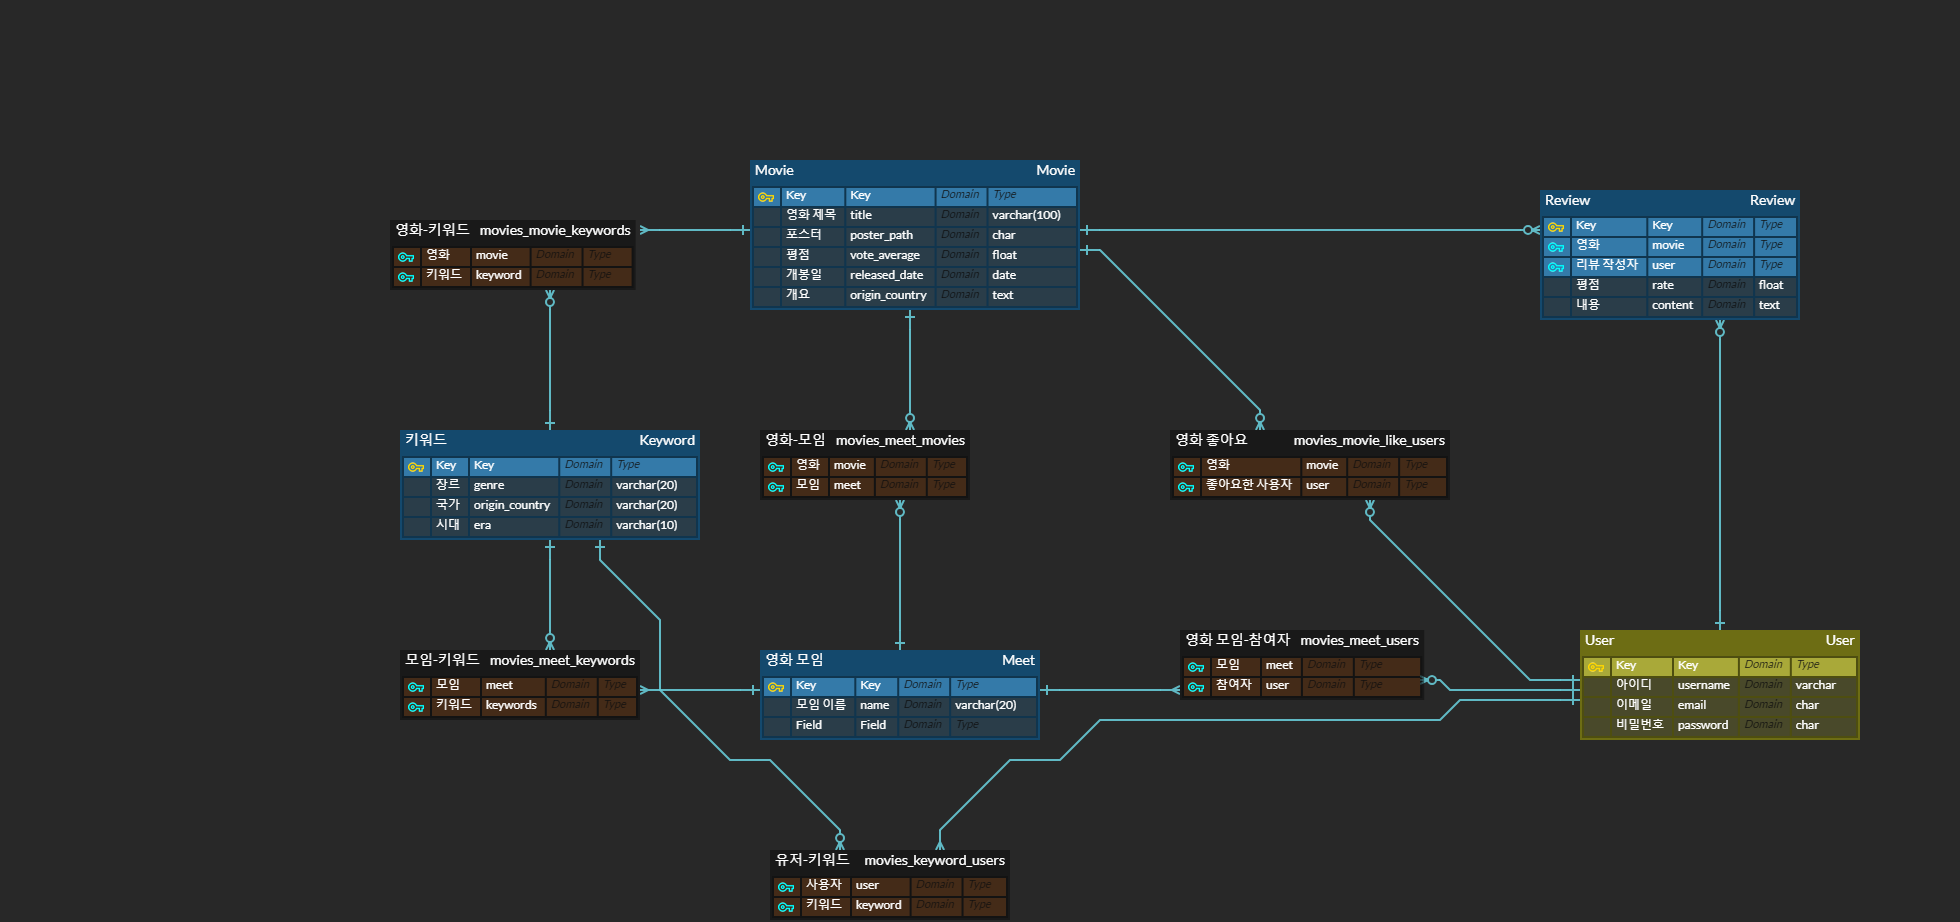 Movie Movie
Key Key Domain Type
영화 제목 title Domain varchar(100)
포스터 poster_path Domain char
평점 vote_average Domain float
개봉일 released_date Domain date
개요 origin_country Domain text
Review Review
Key Key Domain Type
영화 movie Domain Type
리뷰 작성자 user Domain Type
평점 rate Domain float
내용 content Domain text
영화-키워드 movies_movie_keywords
영화 movie Domain Type
키워드 keyword Domain Type
키워드 Keyword
Key Key Domain Type
장르 genre Domain varchar(20)
국가 origin_country Domain varchar(20)
시대 era Domain varchar(10)
영화-모임 movies_meet_movies
영화 movie Domain Type
모임 meet Domain Type
영화 좋아요 movies_movie_like_users
영화 movie Domain Type
좋아요한 사용자 user Domain Type
모임-키워드 movies_meet_keywords
모임 meet Domain Type
키워드 keywords Domain Type
영화 모임 Meet
Key Key Domain Type
모임 이름 name Domain varchar(20)
Field Field Domain Type
영화 모임-참여자 movies_meet_users
모임 meet Domain Type
참여자 user Domain Type
User User
Key Key Domain Type
아이디 username Domain varchar
이메일 email Domain char
비밀번호 password Domain char
유저-키워드 movies_keyword_users
사용자 user Domain Type
키워드 keyword Domain Type